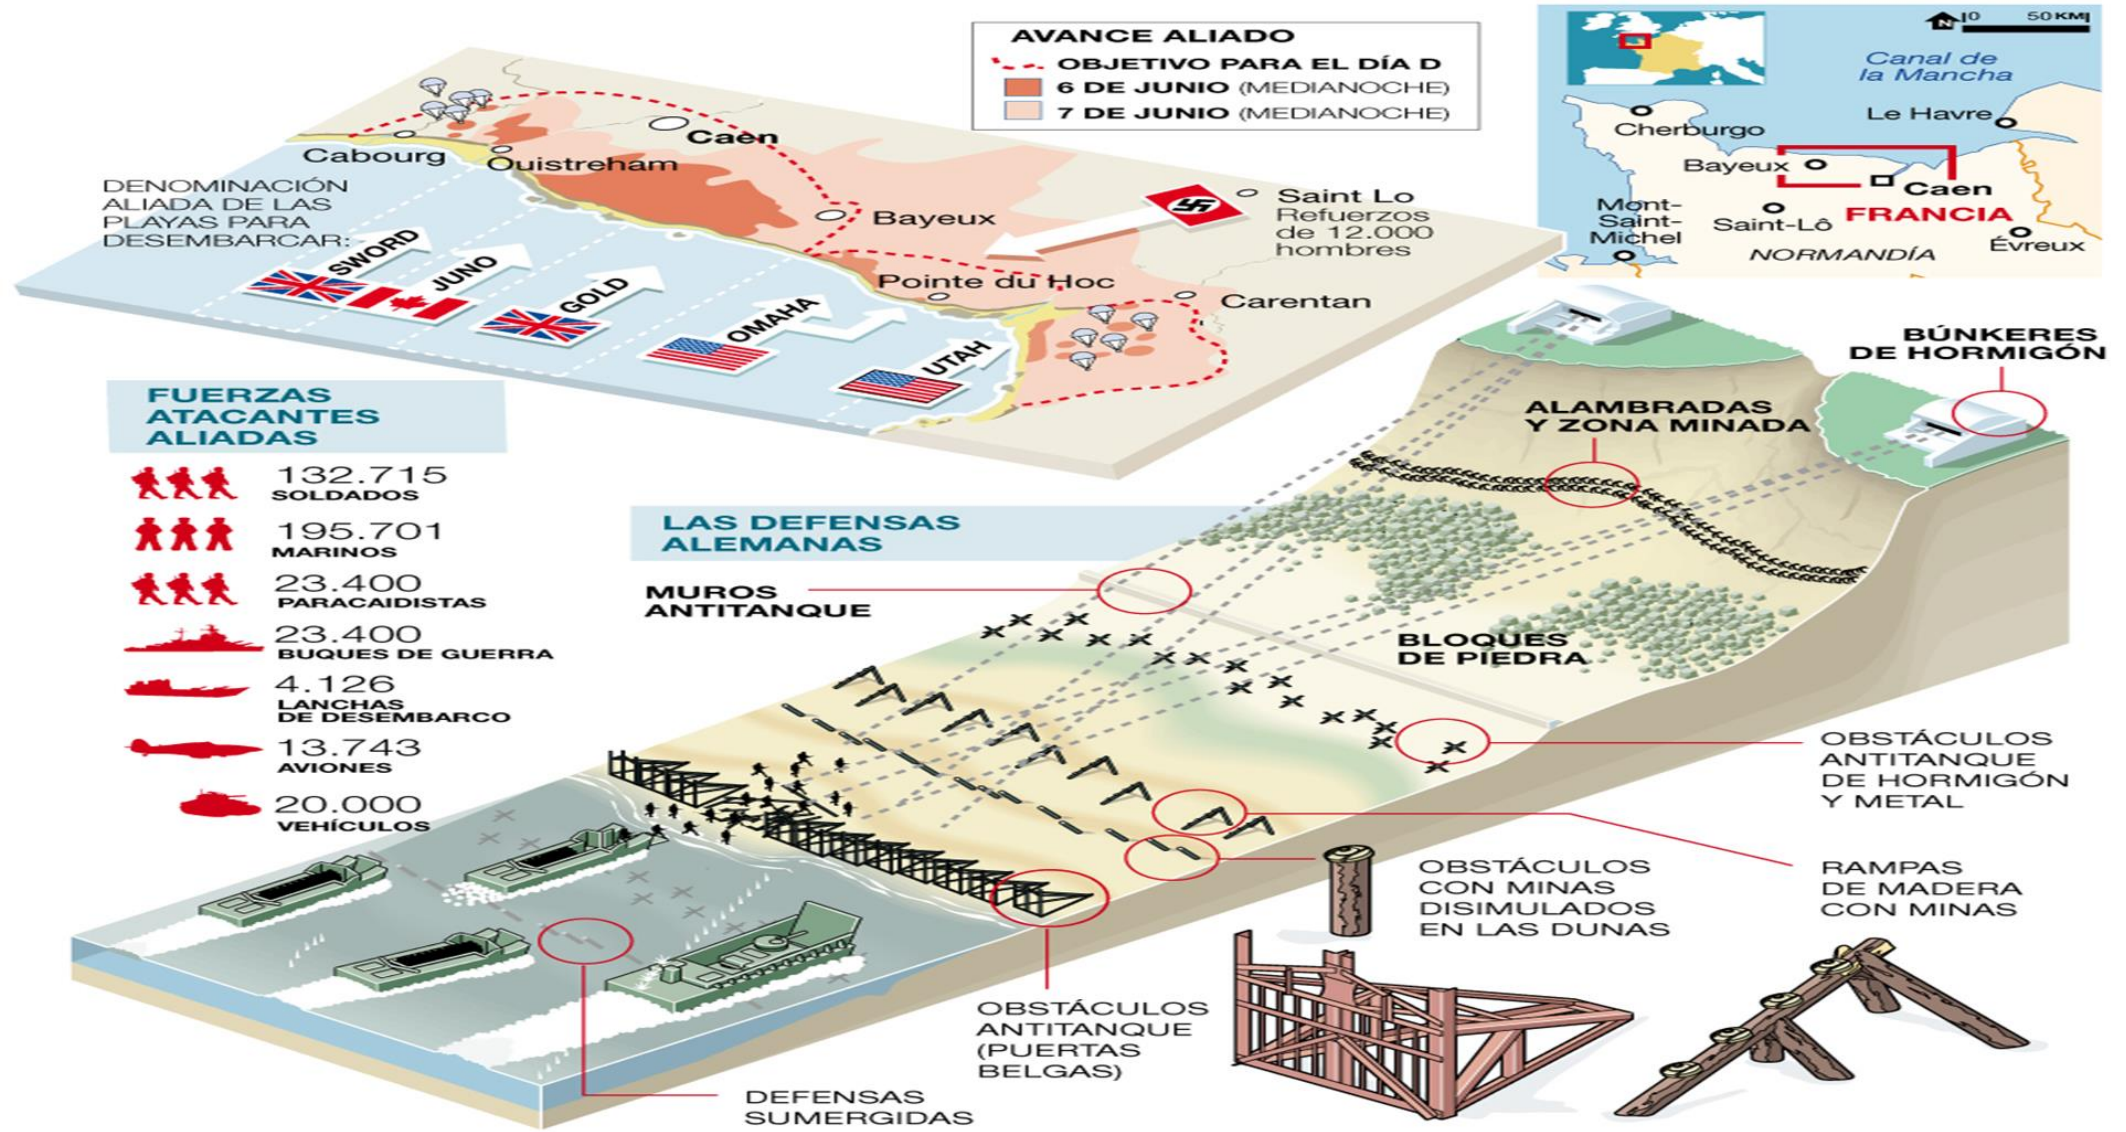 AVANCE ALIADO
OBJETIVO PARA EL DÍA D
6 DE JUNIO (MEDIANOCHE)
7 DE JUNIO (MEDIANOCHE)
N 0 50 KM
Canal de
la Mancha
Cherburgo
Le Havre
Bayeux
Caen
Mont-
Saint-
Michel
Saint-Lô
FRANCIA
Évreux
NORMANDÍA
Caen
Cabourg
Ouistreham
Bayeux
Saint Lo
Refuerzos
de 12.000
hombres
Pointe du Hoc
Carentan
DENOMINACIÓN
ALIADA DE LAS
PLAYAS PARA
DESEMBARCAR:
SWORD
JUNO
GOLD
OMAHA
UTAH
FUERZAS
ATACANTES
ALIADAS
132.715
SOLDADOS
195.701
MARINOS
23.400
PARACAIDISTAS
23.400
BUQUES DE GUERRA
4.126
LANCHAS
DE DESEMBARCO
13.743
AVIONES
20.000
VEHÍCULOS
LAS DEFENSAS
ALEMANAS
BÚNKERES
DE HORMIGÓN
ALAMBRADAS
Y ZONA MINADA
MUROS
ANTITANQUE
BLOQUES
DE PIEDRA
OBSTÁCULOS
ANTITANQUE
DE HORMIGÓN
Y METAL
OBSTÁCULOS
CON MINAS
DISIMULADOS
EN LAS DUNAS
RAMPAS
DE MADERA
CON MINAS
OBSTÁCULOS
ANTITANQUE
(PUERTAS
BELGAS)
DEFENSAS
SUMERGIDAS